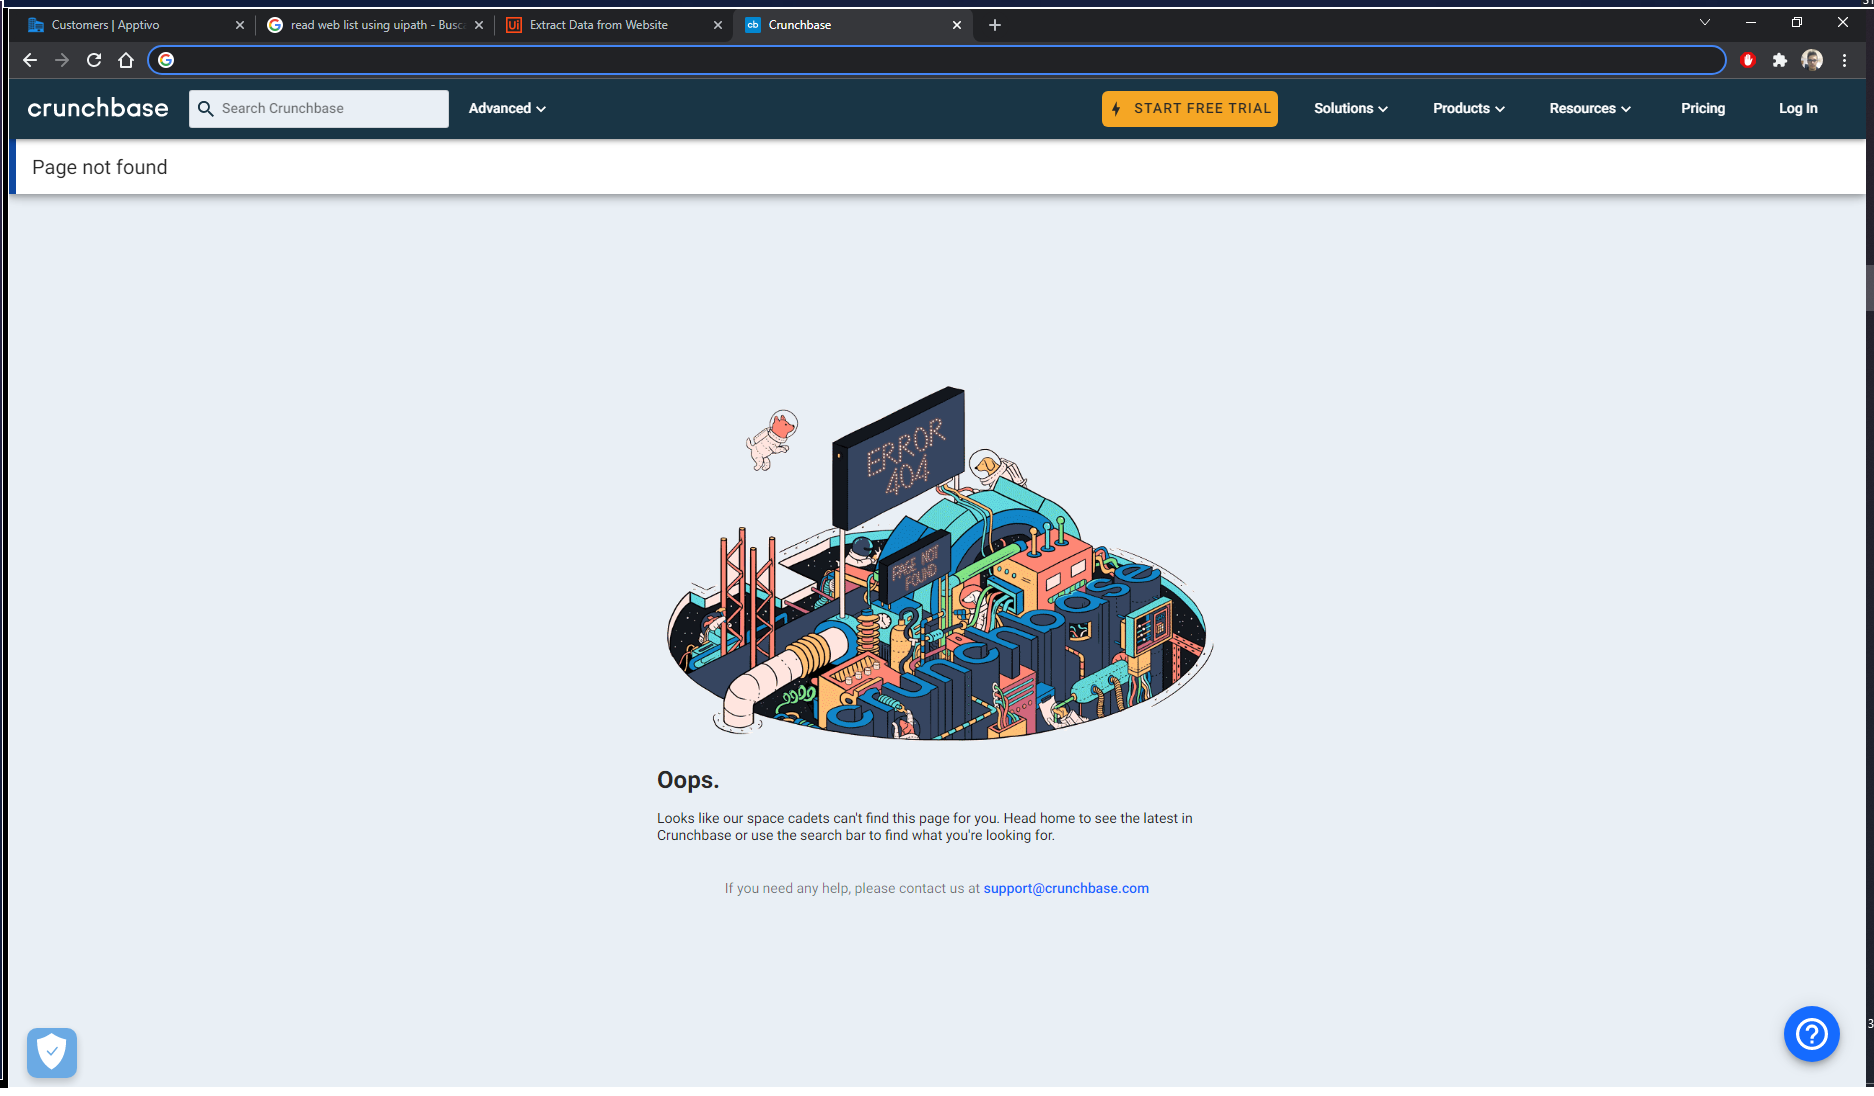 Customers | Apptivo
read web list using uipath - Busca
Ui
Extract Data from Website
cb
Crunchbase
crunchbase
Search Crunchbase
Advanced
START FREE TRIAL
Solutions
Products
Resources
Pricing
Log In
Page not found
ERROR
404
PAGE NOT
FOUND
crunchbase
Oops.
Looks like our space cadets can't find this page for you. Head home to see the latest in
Crunchbase or use the search bar to find what you're looking for.
If you need any help, please contact us at support@crunchbase.com